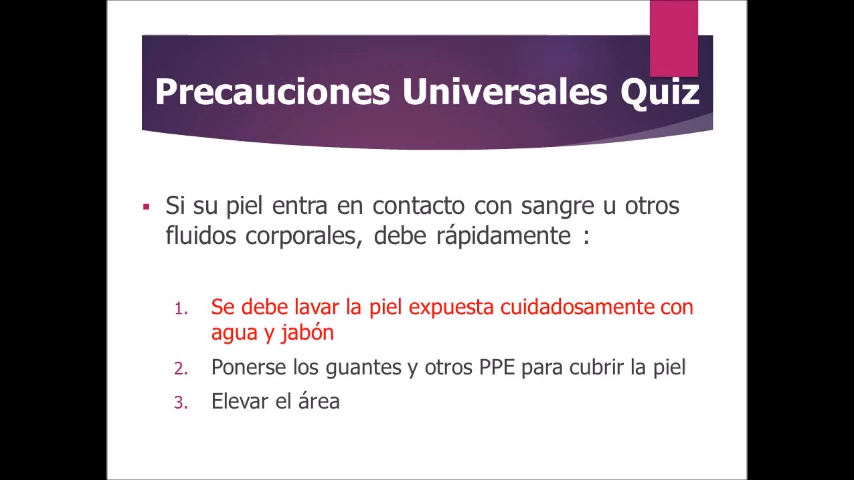 Precauciones Universales Quiz
▪ Si su piel entra en contacto con sangre u otros
fluidos corporales, debe rápidamente :
1. Se debe lavar la piel expuesta cuidadosamente con
agua y jabón
2. Ponerse los guantes y otros PPE para cubrir la piel
3. Elevar el área